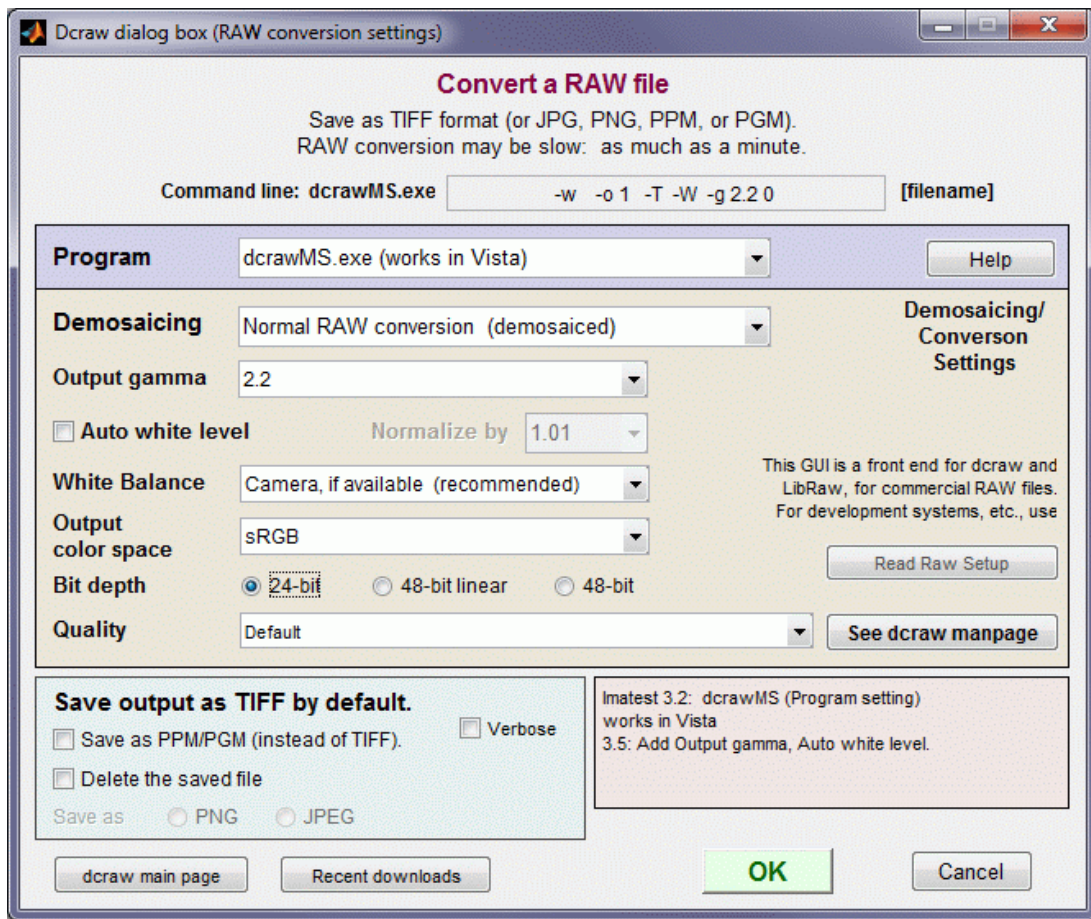 Dcraw dialog box (RAW conversion settings)
Convert a RAW file
Save as TIFF format (or JPG, PNG, PPM, or PGM).
RAW conversion may be slow:  as much as a minute.
Command line: dcrawMS.exe -w -o 1 -T -W -g 2.2 0 [filename]
Program dcrawMS.exe (works in Vista) Help
Demosaicing Normal RAW conversion (demosaiced)
Demosaicing/
Converson
Settings
Output gamma 2.2
Auto white level Normalize by 1.01
White Balance Camera, if available (recommended)
This GUI is a front end for dcraw and
LibRaw, for commercial RAW files.
For development systems, etc., use
Output
color space sRGB
Read Raw Setup
Bit depth 24-bit 48-bit linear 48-bit
Quality Default See dcraw manpage
Save output as TIFF by default.
Save as PPM/PGM (instead of TIFF). Verbose
Delete the saved file
Save as PNG JPEG
Imatest 3.2: dcrawMS (Program setting)
works in Vista
3.5: Add Output gamma, Auto white level.
dcraw main page Recent downloads OK Cancel